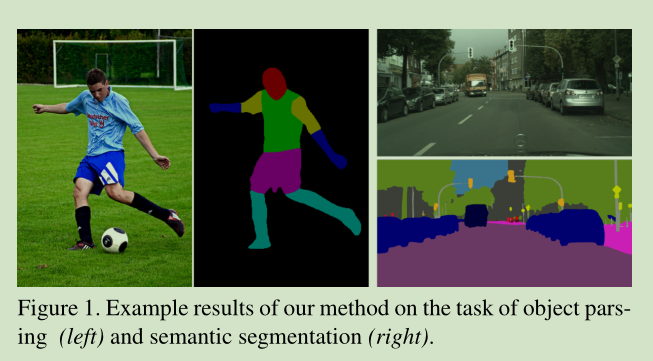 Figure 1. Example results of our method on the task of object pars-
ing (left) and semantic segmentation (right).